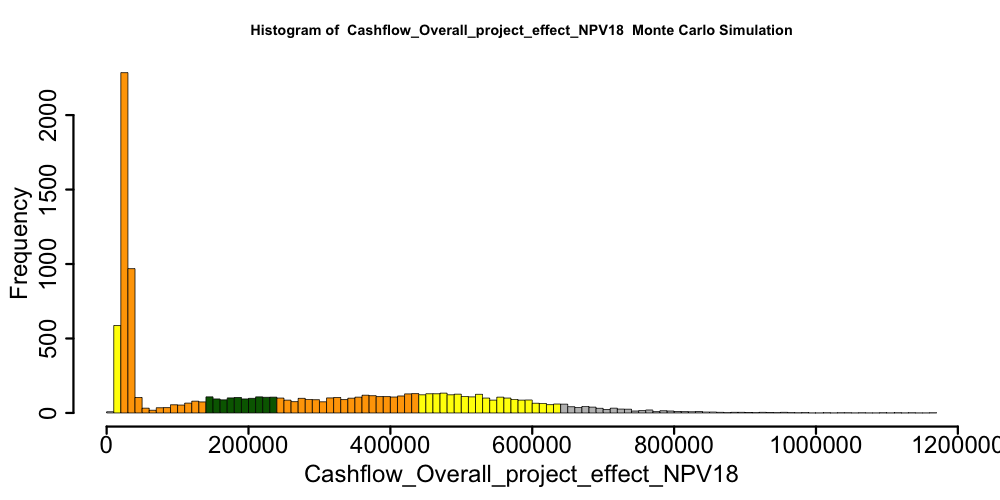 Histogram of  Cashflow_Overall_project_effect_NPV18  Monte Carlo Simulation
Frequency
2000
1500
1000
500
0
0 200000 400000 600000 800000 1000000 1200000
Cashflow_Overall_project_effect_NPV18